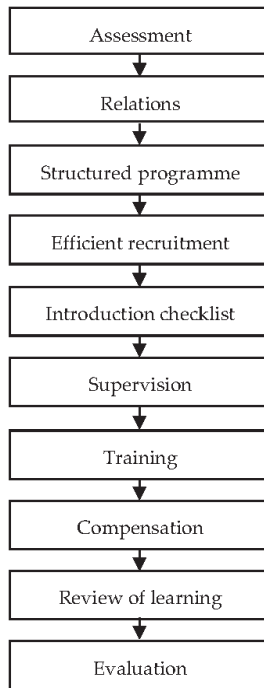 Assessment
Relations
Structured programme
Efficient recruitment
Introduction checklist
Supervision
Training
Compensation
Review of learning
Evaluation